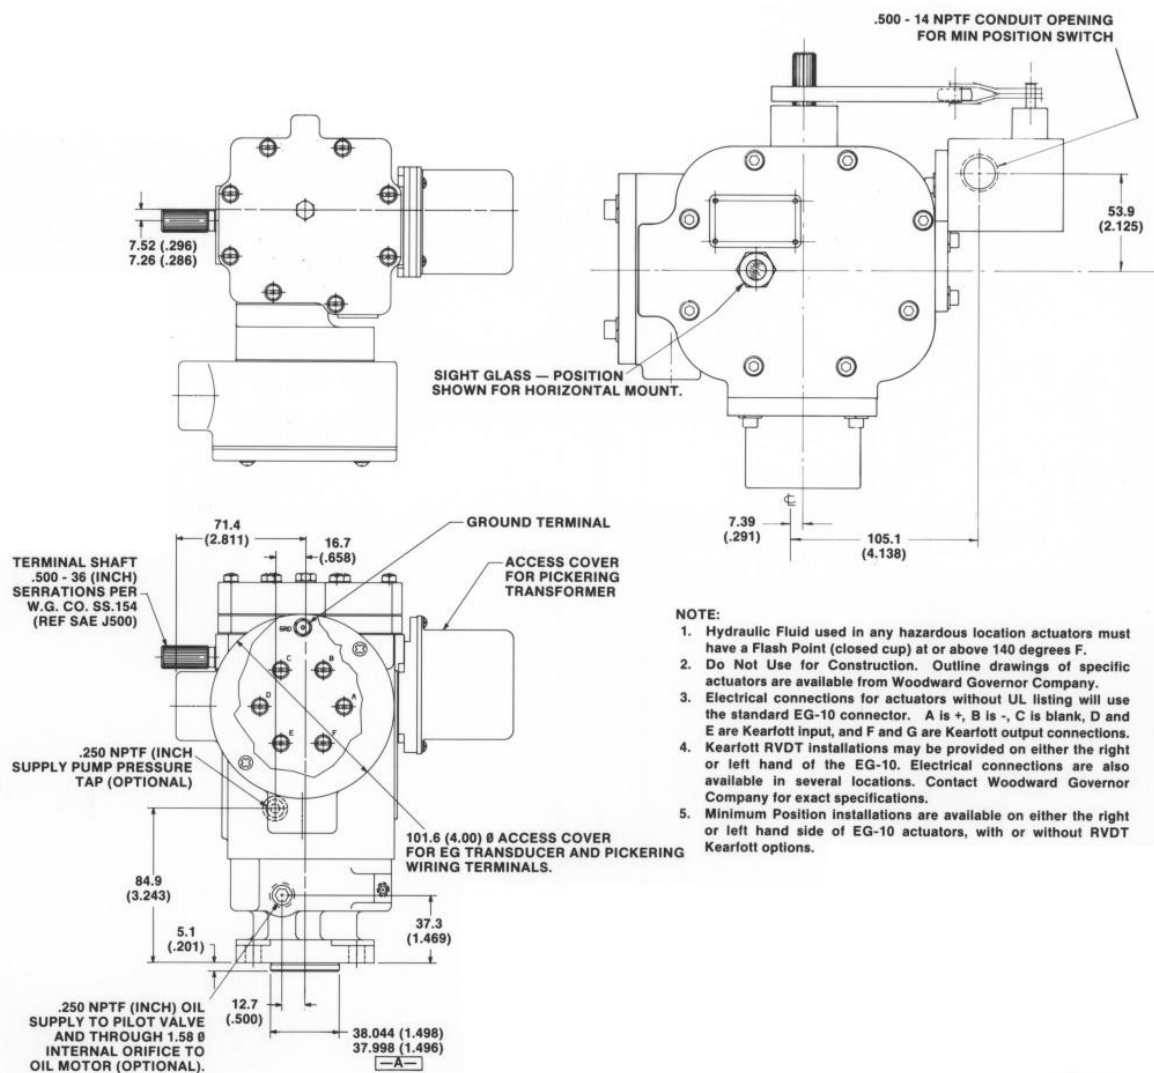 .500 - 14 NPTF CONDUIT OPENING
FOR MIN POSITION SWITCH
53.9
(2.125)
7.52 (.296)
7.26 (.286)
SIGHT GLASS — POSITION
SHOWN FOR HORIZONTAL MOUNT.
℄
7.39
(.291)
105.1
(4.138)
71.4
(2.811)
16.7
(.658)
GROUND TERMINAL
TERMINAL SHAFT
.500 - 36 (INCH)
SERRATIONS PER
W.G. CO. SS.154
(REF SAE J500)
ACCESS COVER
FOR PICKERING
TRANSFORMER
GRD
C
B
D
A
E
F
.250 NPTF (INCH
SUPPLY PUMP PRESSURE
TAP (OPTIONAL)
101.6 (4.00) Ø ACCESS COVER
FOR EG TRANSDUCER AND PICKERING
WIRING TERMINALS.
84.9
(3.243)
5.1
(.201)
37.3
(1.469)
12.7
(.500)
.250 NPTF (INCH) OIL
SUPPLY TO PILOT VALVE
AND THROUGH 1.58 Ø
INTERNAL ORIFICE TO
OIL MOTOR (OPTIONAL).
38.044 (1.498)
37.998 (1.496)
—A—
NOTE:
1. Hydraulic Fluid used in any hazardous location actuators must
have a Flash Point (closed cup) at or above 140 degrees F.
2. Do Not Use for Construction. Outline drawings of specific
actuators are available from Woodward Governor Company.
3. Electrical connections for actuators without UL listing will use
the standard EG-10 connector. A is +, B is -, C is blank, D and
E are Kearfott input, and F and G are Kearfott output connections.
4. Kearfott RVDT installations may be provided on either the right
or left hand of the EG-10. Electrical connections are also
available in several locations. Contact Woodward Governor
Company for exact specifications.
5. Minimum Position installations are available on either the right
or left hand side of EG-10 actuators, with or without RVDT
Kearfott options.